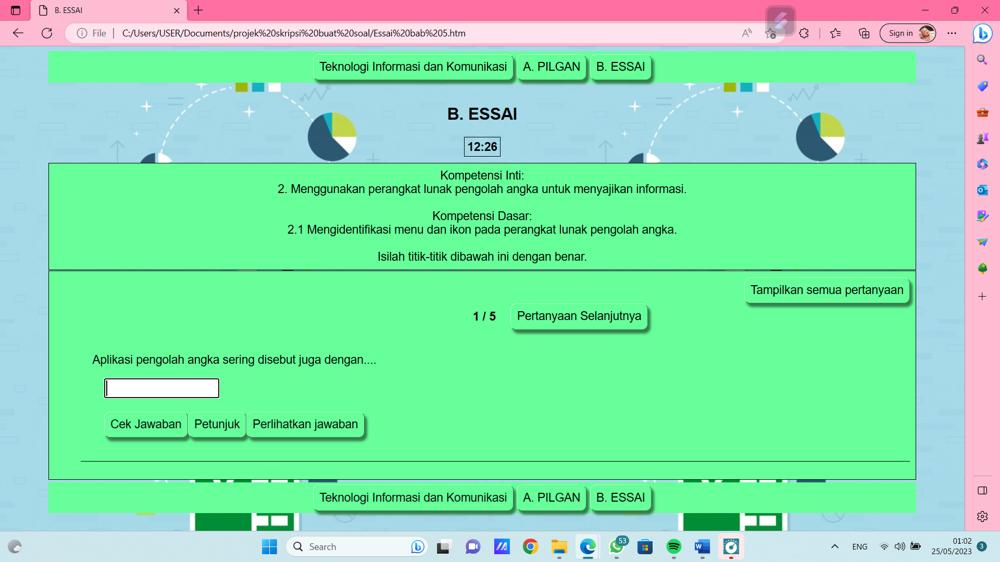 B. ESSAI
File
C:/Users/USER/Documents/projek%20skripsi%20buat%20soal/Essai%20bab%205.htm
Sign in
Teknologi Informasi dan Komunikasi A. PILGAN B. ESSAI
B. ESSAI
12:26
Kompetensi Inti:
2. Menggunakan perangkat lunak pengolah angka untuk menyajikan informasi.
Kompetensi Dasar:
2.1 Mengidentifikasi menu dan ikon pada perangkat lunak pengolah angka.
Isilah titik-titik dibawah ini dengan benar.
Tampilkan semua pertanyaan
1 / 5 Pertanyaan Selanjutnya
Aplikasi pengolah angka sering disebut juga dengan....
Cek Jawaban Petunjuk Perlihatkan jawaban
Teknologi Informasi dan Komunikasi A. PILGAN B. ESSAI
Search
53
ENG
01:02
25/05/2023
3